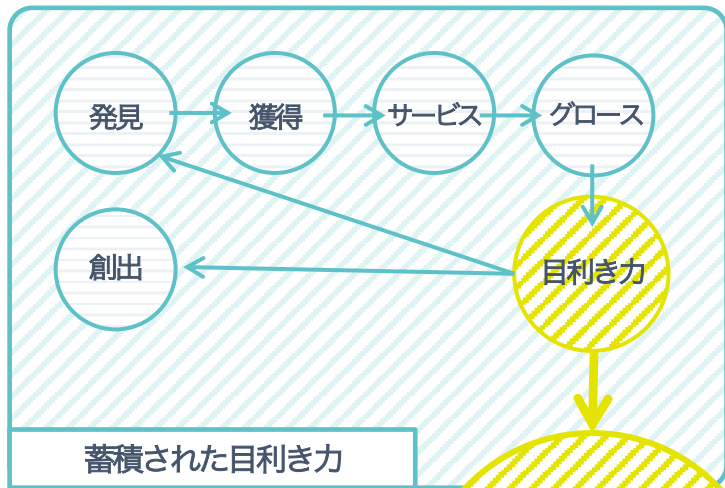 発見
獲得
サービス
グロース
創出
目利き力
蓄積された目利き力